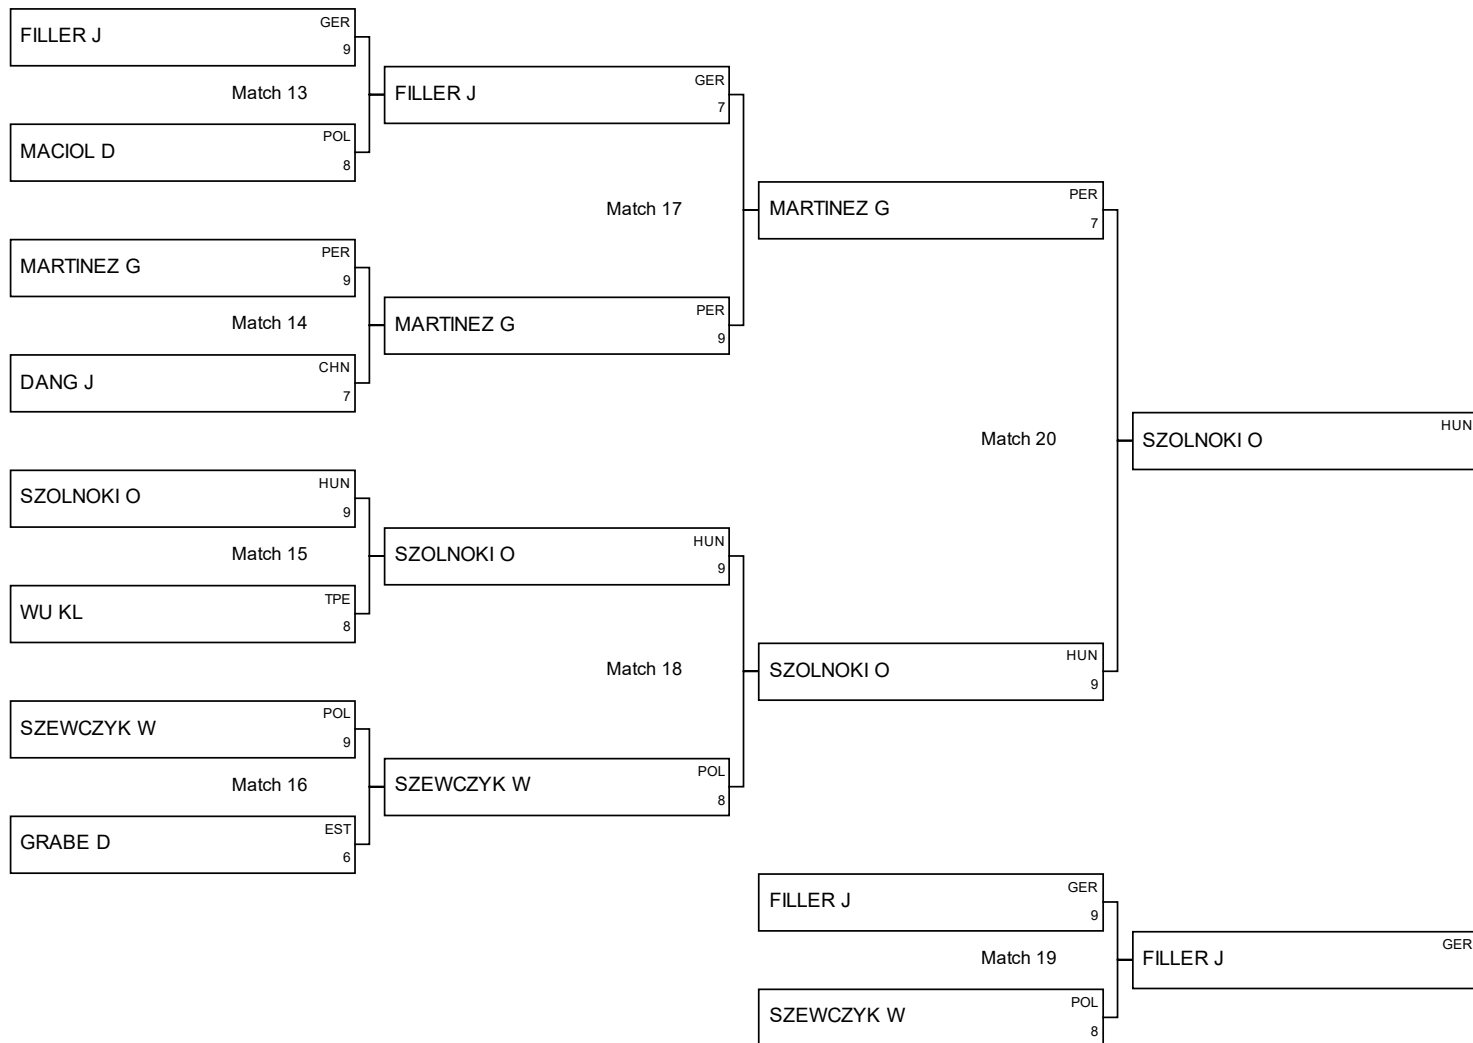 FILLER J GER 9
Match 13
MACIOL D POL 8
MARTINEZ G PER 9
Match 14
DANG J CHN 7
SZOLNOKI O HUN 9
Match 15
WU KL TPE 8
SZEWCZYK W POL 9
Match 16
GRABE D EST 6
FILLER J GER 7
Match 17
MARTINEZ G PER 9
SZOLNOKI O HUN 9
Match 18
SZEWCZYK W POL 8
MARTINEZ G PER 7
Match 20
SZOLNOKI O HUN 9
SZOLNOKI O HUN
FILLER J GER 9
Match 19
SZEWCZYK W POL 8
FILLER J GER